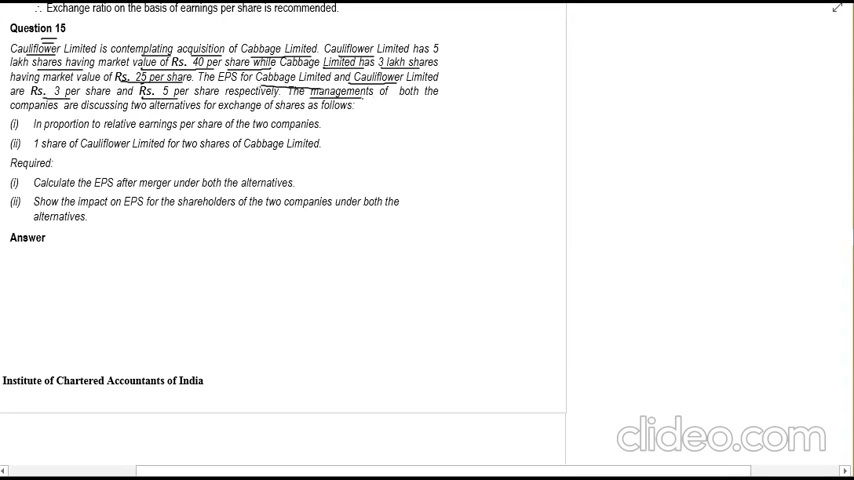 ∴ Exchange ratio on the basis of earnings per share is recommended.
Question 15
Cauliflower Limited is contemplating acquisition of Cabbage Limited. Cauliflower Limited has 5
lakh shares having market value of Rs. 40 per share while Cabbage Limited has 3 lakh shares
having market value of Rs. 25 per share. The EPS for Cabbage Limited and Cauliflower Limited
are Rs. 3 per share and Rs. 5 per share respectively. The managements of both the
companies are discussing two alternatives for exchange of shares as follows:
(i) In proportion to relative earnings per share of the two companies.
(ii) 1 share of Cauliflower Limited for two shares of Cabbage Limited.
Required:
(i) Calculate the EPS after merger under both the alternatives.
(ii) Show the impact on EPS for the shareholders of the two companies under both the
alternatives.
Answer
Institute of Chartered Accountants of India
clideo.com